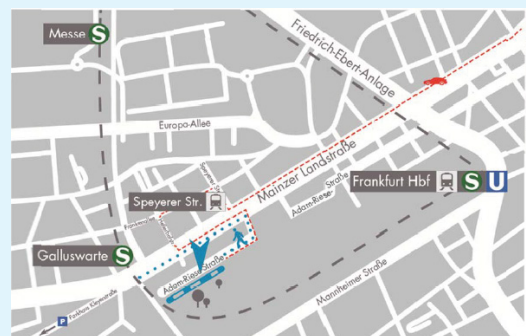 Messe S
Friedrich-Ebert-Anlage
Europa-Allee
Mainzer Landstraße
Speyerer Str.
Frankfurt Hbf S U
Adam-Riese-
Straße
Galluswarte S
Adam-Riese-Straße
Mannheimer Straße
P